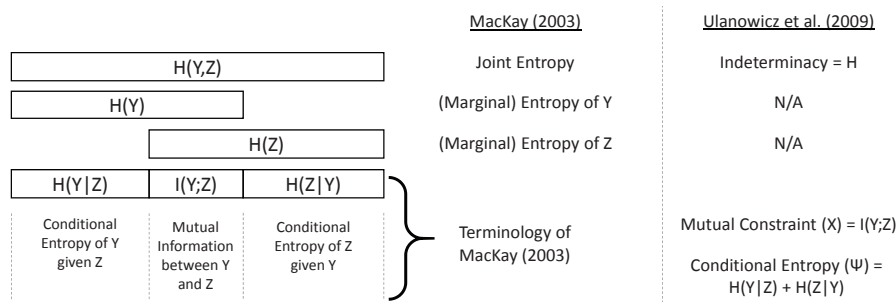 MacKay (2003)
Ulanowicz et al. (2009)
H(Y,Z)
Joint Entropy
Indeterminacy = H
H(Y)
(Marginal) Entropy of Y
N/A
H(Z)
(Marginal) Entropy of Z
N/A
H(Y|Z)
I(Y;Z)
H(Z|Y)
Conditional
Entropy of Y
given Z
Mutual
Information
between Y
and Z
Conditional
Entropy of Z
given Y
Terminology of
MacKay (2003)
Mutual Constraint (X) = I(Y;Z)
Conditional Entropy (Ψ) =
H(Y|Z) + H(Z|Y)